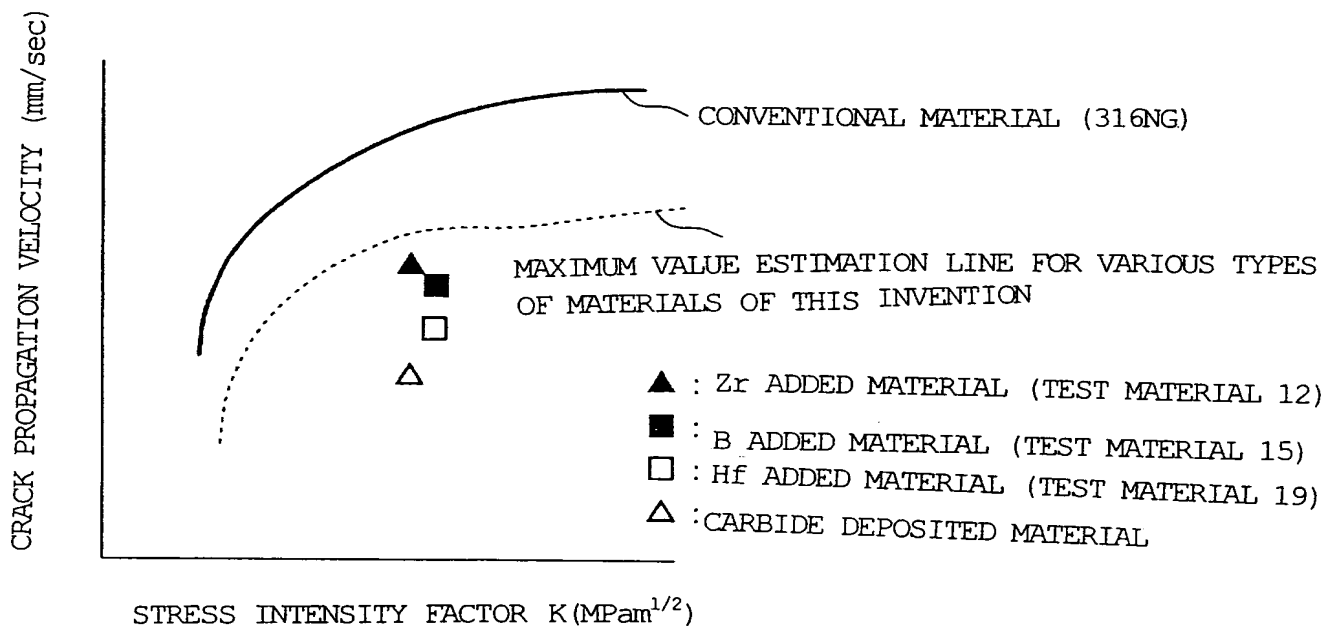 CRACK PROPAGATION VELOCITY (mm/sec)
CONVENTIONAL MATERIAL (316NG)
MAXIMUM VALUE ESTIMATION LINE FOR VARIOUS TYPES
OF MATERIALS OF THIS INVENTION
▲ : Zr ADDED MATERIAL (TEST MATERIAL 12)
■ : B ADDED MATERIAL (TEST MATERIAL 15)
□ : Hf ADDED MATERIAL (TEST MATERIAL 19)
△ : CARBIDE DEPOSITED MATERIAL
STRESS INTENSITY FACTOR K(MPam^1/2)